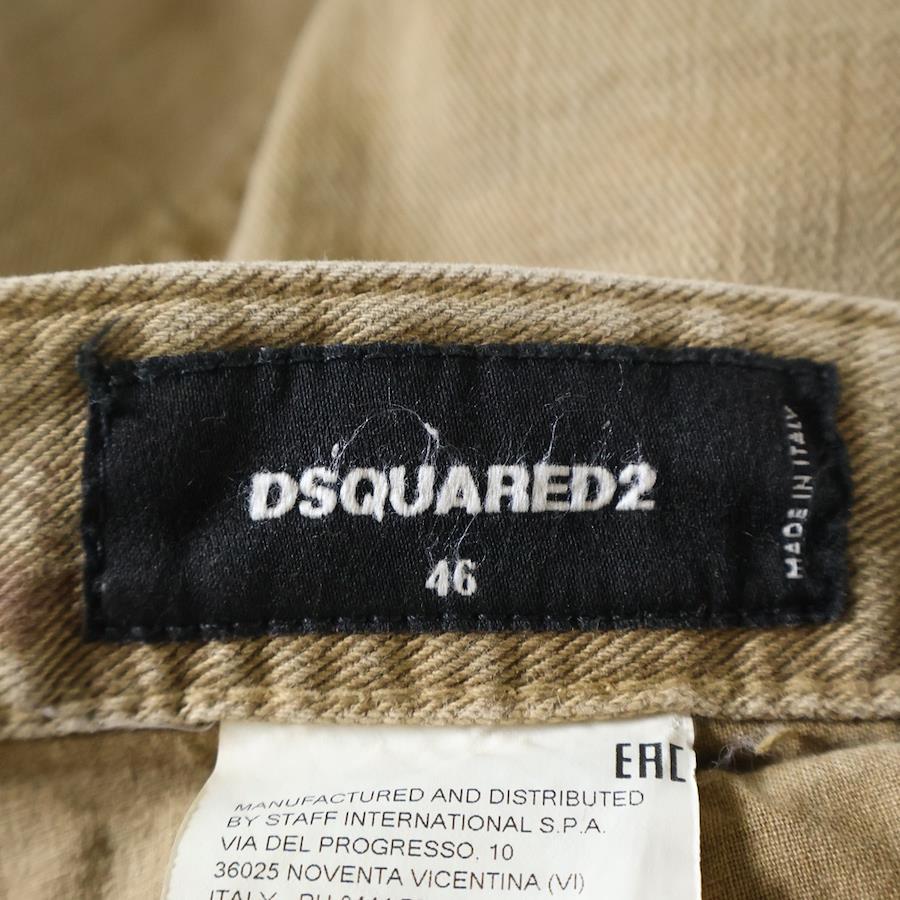 DSQUARED2
46
MADE IN ITALY
EAC
MANUFACTURED AND DISTRIBUTED
BY STAFF INTERNATIONAL S.P.A.
VIA DEL PROGRESSO, 10
36025 NOVENTA VICENTINA (VI)
ITALY